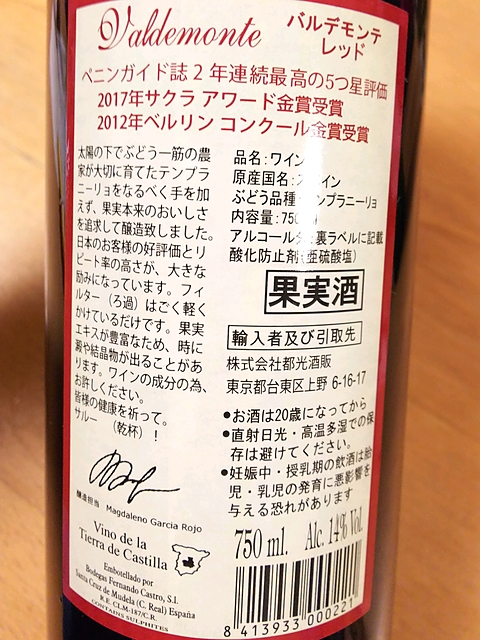 Valdemonte
バルデモンテ
レッド
ペニンガイド誌2年連続最高の5つ星評価
2017年サクラ アワード金賞受賞
2012年ベルリン コンクール金賞受賞
太陽の下でぶどう一筋の農
家が大切に育てたテンプラ
ニーリョをなるべく手を加
えず、果実本来のおいしさ
を追求して醸造致しました。
日本のお客様の好評価とリ
ピート率の高さが、大きな
励みになっています。フィ
ルター（ろ過）はごく軽く
かけているだけです。果実
エキスが豊富なため、時に
澱や結晶物が出ることがあ
ります。ワインの成分の為、
お許しください。
皆様の健康を祈って。
サルー （乾杯）！
醸造担当 Magdaleno Garcia Rojo
Vino de la
Tierra de Castilla
Embotellado por
Bodegas Fernando Castro, S.l.
Santa Cruz de Mudela (C. Real) España
R.E. CLM-187/C.R.
CONTAINS SULPHITES
品名：ワイン
原産国名：スペイン
ぶどう品種：テンプラニーリョ
内容量：750ml
アルコール分：裏ラベルに記載
酸化防止剤（亜硫酸塩）
果実酒
輸入者及び引取先
株式会社都光酒販
東京都台東区上野 6-16-17
●お酒は20歳になってから
●直射日光・高温多湿での保
存は避けてください。
●妊娠中・授乳期の飲酒は胎
児・乳児の発育に悪影響を
与える恐れがあります
750 ml. Alc. 14% Vol.
8 413933 000221